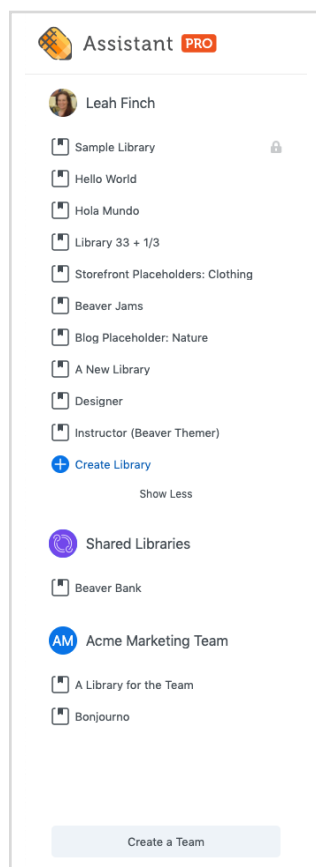 Assistant PRO
Leah Finch
Sample Library
Hello World
Hola Mundo
Library 33 + 1/3
Storefront Placeholders: Clothing
Beaver Jams
Blog Placeholder: Nature
A New Library
Designer
Instructor (Beaver Themer)
Create Library
Show Less
Shared Libraries
Beaver Bank
AM Acme Marketing Team
A Library for the Team
Bonjourno
Create a Team